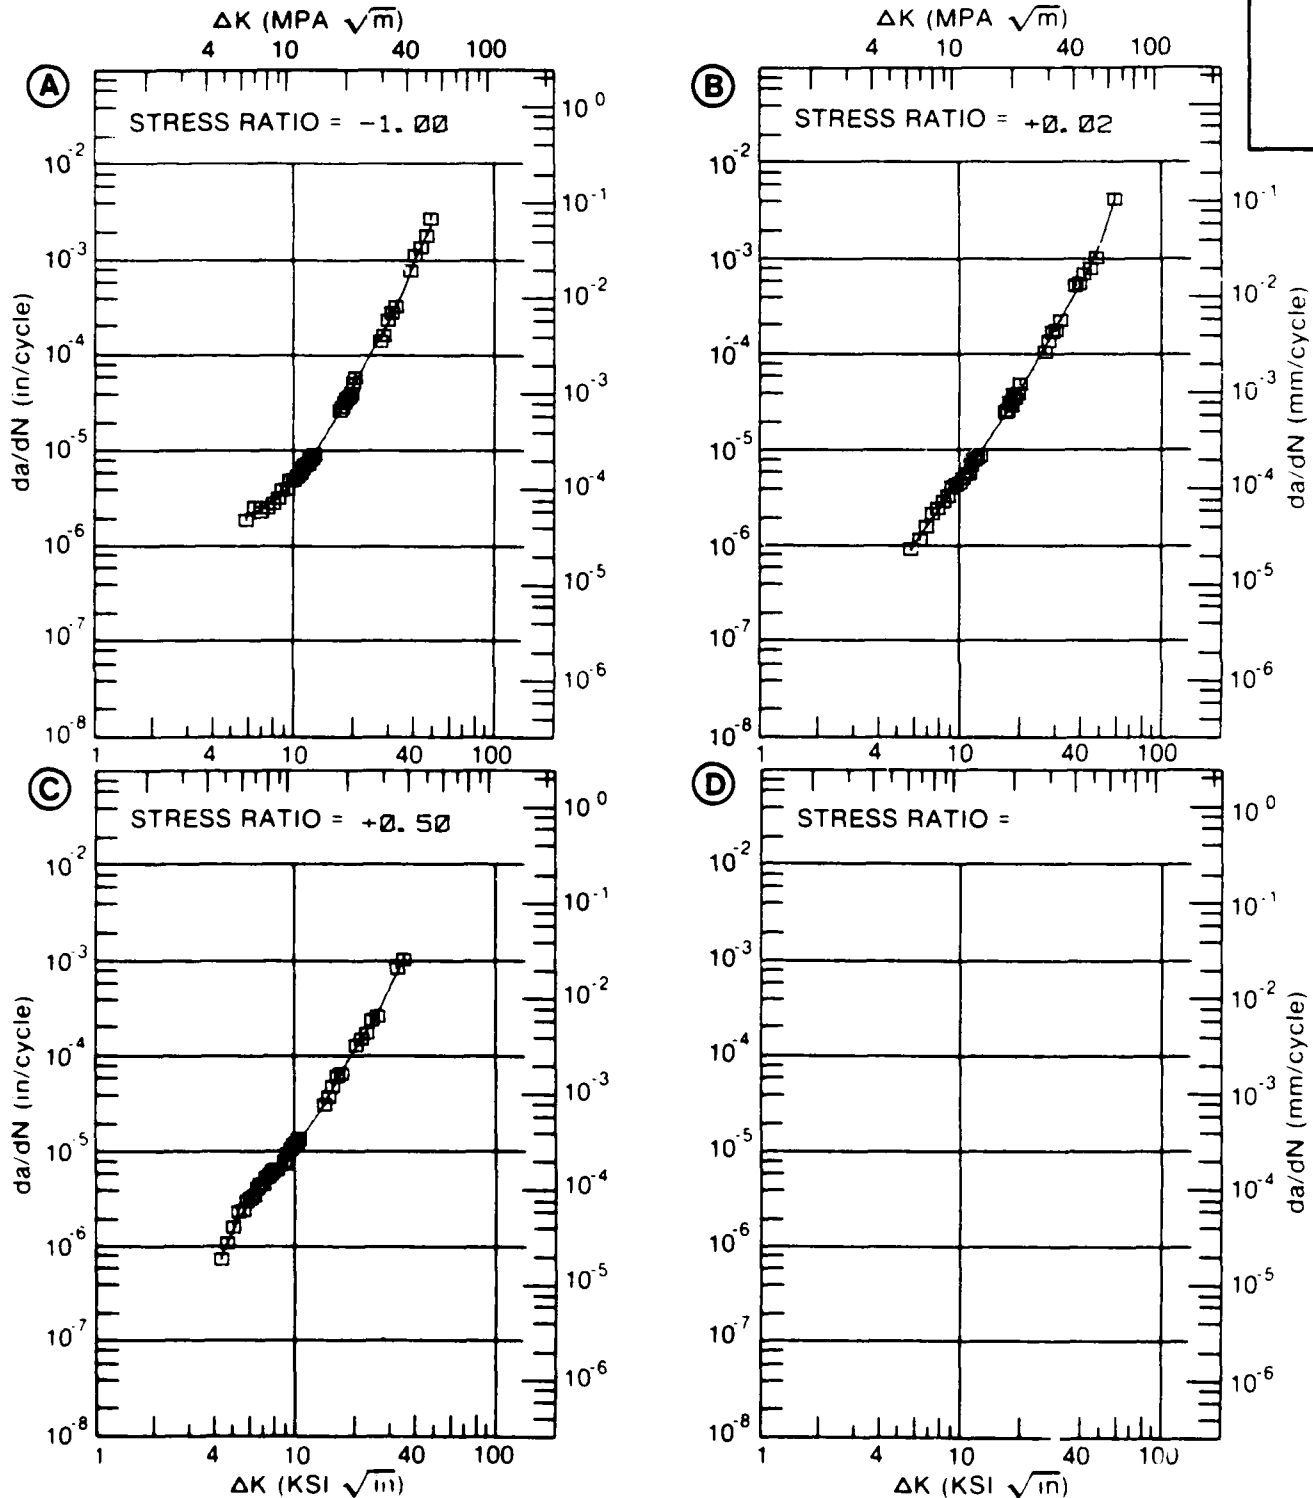 ΔK (MPA √m)
4 10 40 100
ΔK (MPA √m)
4 10 40 100
A
STRESS RATIO = -1.00
10^0
10^-2
10^-1
10^-3
10^-2
10^-4
10^-3
10^-5
10^-4
10^-6
10^-5
10^-7
10^-6
10^-8
1 4 10 40 100
da/dN (in/cycle)
B
STRESS RATIO = +0.02
10^-2
10^-1
10^-3
10^-2
10^-4
10^-3
10^-5
10^-4
10^-6
10^-5
10^-7
10^-6
10^-8
1 4 10 40 100
da/dN (mm/cycle)
C
STRESS RATIO = +0.50
10^0
10^-2
10^-1
10^-3
10^-2
10^-4
10^-3
10^-5
10^-4
10^-6
10^-5
10^-7
10^-6
10^-8
1 4 10 40 100
da/dN (in/cycle)
ΔK (KSI √in)
D
STRESS RATIO =
10^0
10^-2
10^-1
10^-3
10^-2
10^-4
10^-3
10^-5
10^-4
10^-6
10^-5
10^-7
10^-6
10^-8
1 4 10 40 100
da/dN (mm/cycle)
ΔK (KSI √in)